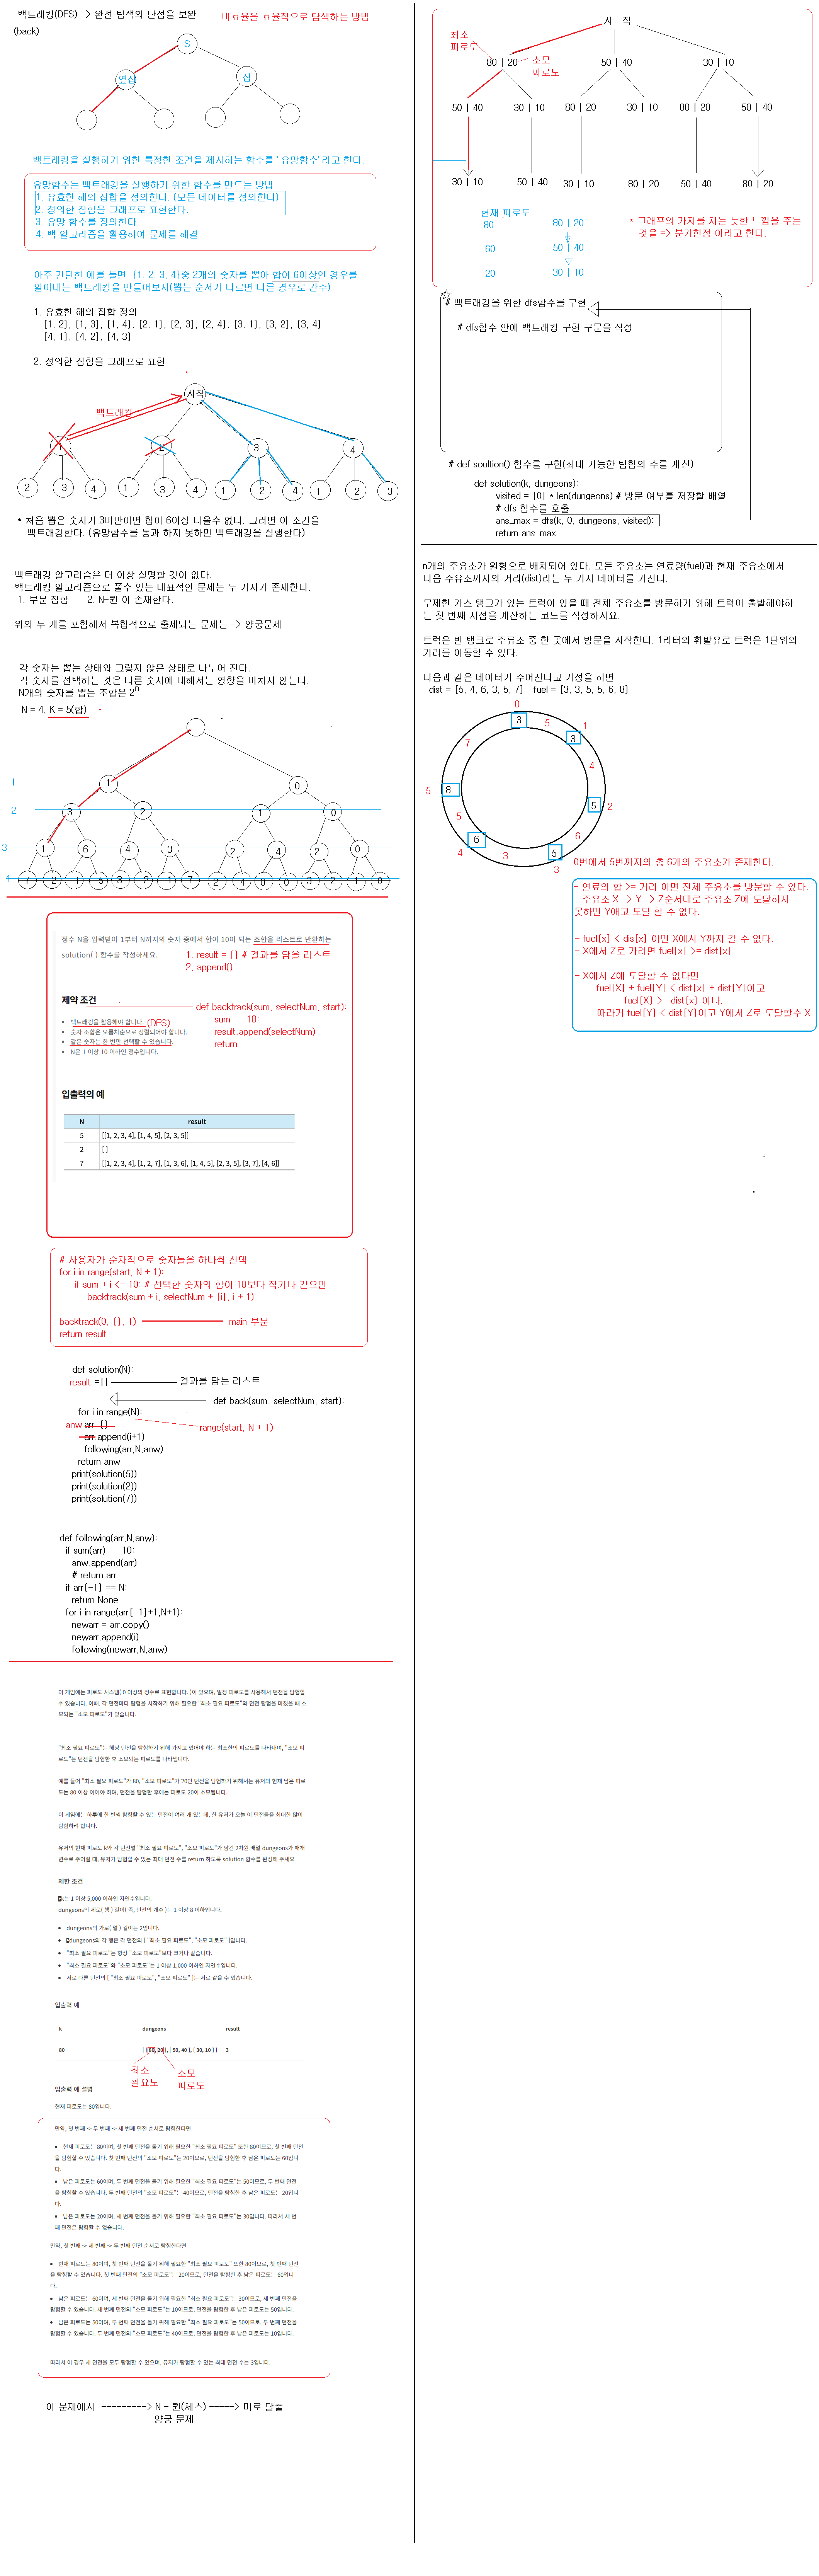 백트래킹(DFS) => 완전 탐색의 단점을 보완
비효율을 효율적으로 탐색하는 방법
(back)
S
옆집
집
백트래킹을 실행하기 위한 특정한 조건을 제시하는 함수를 "유망함수"라고 한다.
유망함수는 백트래킹을 실행하기 위한 함수를 만드는 방법
1. 유효한 해의 집합을 정의한다. (모든 데이터를 정의한다)
2. 정의한 집합을 그래프로 표현한다.
3. 유망 함수를 정의한다.
4. 백 알고리즘을 활용하여 문제를 해결
아주 간단한 예를 들면 {1, 2, 3, 4}중 2개의 숫자를 뽑아 합이 6이상인 경우를
알아내는 백트래킹을 만들어보자(뽑는 순서가 다르면 다른 경우로 간주)
1. 유효한 해의 집합 정의
[1, 2], [1, 3], [1, 4], [2, 1], [2, 3], [2, 4], [3, 1], [3, 2], [3, 4]
[4, 1], [4, 2], [4, 3]
2. 정의한 집합을 그래프로 표현
시작
백트래킹
1 2 3 4
2 3 4 1 3 4 1 2 4 1 2 3
* 처음 뽑은 숫자가 3미만이면 합이 6이상 나올수 없다. 그러면 이 조건을
백트래킹한다. (유망함수를 통과 하지 못하면 백트래킹을 실행한다)
백트래킹 알고리즘은 더 이상 설명할 것이 없다.
백트래킹 알고리즘으로 풀수 있는 대표적인 문제는 두 가지가 존재한다.
1. 부분 집합 2. N-퀸 이 존재한다.
위의 두 개를 포함해서 복합적으로 출제되는 문제는 => 양궁문제
각 숫자는 뽑는 상태와 그렇지 않은 상태로 나누어 진다.
각 숫자를 선택하는 것은 다른 숫자에 대해서는 영향을 미치지 않는다.
N개의 숫자를 뽑는 조합은 2ⁿ
N = 4, K = 5(합)
1 1 0
2 3 2 1 0
3 1 6 4 3 2 4 2 0
4 7 2 1 5 3 2 1 7 2 4 0 0 3 2 1 0
정수 N을 입력받아 1부터 N까지의 숫자 중에서 합이 10이 되는 조합을 리스트로 반환하는
solution( ) 함수를 작성하세요.
1. result = [] # 결과를 담을 리스트
2. append()
제약 조건
def backtrack(sum, selectNum, start):
백트래킹을 활용해야 합니다. (DFS)
sum == 10:
숫자 조합은 오름차순으로 정렬되어야 합니다.
result.append(selectNum)
같은 숫자는 한 번만 선택할 수 있습니다.
return
N은 1 이상 10 이하인 정수입니다.
입출력의 예
N result
5 [[1, 2, 3, 4], [1, 4, 5], [2, 3, 5]]
2 [ ]
7 [[1, 2, 3, 4], [1, 2, 7], [1, 3, 6], [1, 4, 5], [2, 3, 5], [3, 7], [4, 6]]
# 사용자가 순차적으로 숫자들을 하나씩 선택
for i in range(start, N + 1):
if sum + i <= 10: # 선택한 숫자의 합이 10보다 작거나 같으면
backtrack(sum + i, selectNum + [i], i + 1)
backtrack(0, [], 1) main 부분
return result
def solution(N):
result =[] 결과를 담는 리스트
def back(sum, selectNum, start):
for i in range(N):
anw arr=[] range(start, N + 1)
arr.append(i+1)
following(arr,N,anw)
return anw
print(solution(5))
print(solution(2))
print(solution(7))
def following(arr,N,anw):
if sum(arr) == 10:
anw.append(arr)
# return arr
if arr[-1] == N:
return None
for i in range(arr[-1]+1,N+1):
newarr = arr.copy()
newarr.append(i)
following(newarr,N,anw)
이 게임에는 피로도 시스템( 0 이상의 정수로 표현합니다. )이 있으며, 일정 피로도를 사용해서 던전을 탐험할
수 있습니다. 이때, 각 던전마다 탐험을 시작하기 위해 필요한 "최소 필요 피로도"와 던전 탐험을 마쳤을 때 소
모되는 "소모 피로도"가 있습니다.
"최소 필요 피로도"는 해당 던전을 탐험하기 위해 가지고 있어야 하는 최소한의 피로도를 나타내며, "소모 피
로도"는 던전을 탐험한 후 소모되는 피로도를 나타냅니다.
예를 들어 "최소 필요 피로도"가 80, "소모 피로도"가 20인 던전을 탐험하기 위해서는 유저의 현재 남은 피로
도는 80 이상 이어야 하며, 던전을 탐험한 후에는 피로도 20이 소모됩니다.
이 게임에는 하루에 한 번씩 탐험할 수 있는 던전이 여러 개 있는데, 한 유저가 오늘 이 던전들을 최대한 많이
탐험하려 합니다.
유저의 현재 피로도 k와 각 던전별 "최소 필요 피로도", "소모 피로도"가 담긴 2차원 배열 dungeons가 매개
변수로 주어질 때, 유저가 탐험할 수 있는 최대 던전 수를 return 하도록 solution 함수를 완성해 주세요
제한 조건
k는 1 이상 5,000 이하인 자연수입니다.
dungeons의 세로( 행 ) 길이( 즉, 던전의 개수 )는 1 이상 8 이하입니다.
dungeons의 가로( 열 ) 길이는 2입니다.
dungeons의 각 행은 각 던전의 [ "최소 필요 피로도", "소모 피로도" ]입니다.
"최소 필요 피로도"는 항상 "소모 피로도"보다 크거나 같습니다.
"최소 필요 피로도"와 "소모 피로도"는 1 이상 1,000 이하인 자연수입니다.
서로 다른 던전의 [ "최소 필요 피로도", "소모 피로도" ]는 서로 같을 수 있습니다.
입출력 예
k dungeons result
80 [ [ 80, 20 ], [ 50, 40 ], [ 30, 10 ] ] 3
최소 소모
필요도 피로도
입출력 예 설명
현재 피로도는 80입니다.
만약, 첫 번째 -> 두 번째 -> 세 번째 던전 순서로 탐험한다면
현재 피로도는 80이며, 첫 번째 던전을 돌기 위해 필요한 "최소 필요 피로도" 또한 80이므로, 첫 번째 던전
을 탐험할 수 있습니다. 첫 번째 던전의 "소모 피로도"는 20이므로, 던전을 탐험한 후 남은 피로도는 60입니
다.
남은 피로도는 60이며, 두 번째 던전을 돌기 위해 필요한 "최소 필요 피로도"는 50이므로, 두 번째 던전
을 탐험할 수 있습니다. 두 번째 던전의 "소모 피로도"는 40이므로, 던전을 탐험한 후 남은 피로도는 20입니
다.
남은 피로도는 20이며, 세 번째 던전을 돌기 위해 필요한 "최소 필요 피로도"는 30입니다. 따라서 세 번
째 던전은 탐험할 수 없습니다.
만약, 첫 번째 -> 세 번째 -> 두 번째 던전 순서로 탐험한다면
현재 피로도는 80이며, 첫 번째 던전을 돌기 위해 필요한 "최소 필요 피로도" 또한 80이므로, 첫 번째 던전
을 탐험할 수 있습니다. 첫 번째 던전의 "소모 피로도"는 20이므로, 던전을 탐험한 후 남은 피로도는 60입니
다.
남은 피로도는 60이며, 세 번째 던전을 돌기 위해 필요한 "최소 필요 피로도"는 30이므로, 세 번째 던전을
탐험할 수 있습니다. 세 번째 던전의 "소모 피로도"는 10이므로, 던전을 탐험한 후 남은 피로도는 50입니다.
남은 피로도는 50이며, 두 번째 던전을 돌기 위해 필요한 "최소 필요 피로도"는 50이므로, 두 번째 던전을
탐험할 수 있습니다. 두 번째 던전의 "소모 피로도"는 40이므로, 던전을 탐험한 후 남은 피로도는 10입니다.
따라서 이 경우 세 던전을 모두 탐험할 수 있으며, 유저가 탐험할 수 있는 최대 던전 수는 3입니다.
이 문제에서 ---------> N - 퀸(체스) -----> 미로 탈출
양궁 문제
시 작
최소
피로도
80 | 20 50 | 40 30 | 10
소모
피로도
50 | 40 30 | 10 80 | 20 30 | 10 80 | 20 50 | 40
30 | 10 50 | 40 30 | 10 80 | 20 50 | 40 80 | 20
현재 피로도
80 80 | 20
60 50 | 40
20 30 | 10
* 그래프의 가지를 치는 듯한 느낌을 주는
것을 => 분기한정 이라고 한다.
# 백트래킹을 위한 dfs함수를 구현
# dfs함수 안에 백트래킹 구현 구문을 작성
# def soultion() 함수를 구현(최대 가능한 탐험의 수를 계산)
def solution(k, dungeons):
visited = [0] * len(dungeons) # 방문 여부를 저장할 배열
# dfs 함수를 호출
ans_max = dfs(k, 0, dungeons, visited):
return ans_max
n개의 주유소가 원형으로 배치되어 있다. 모든 주유소는 연료량(fuel)과 현재 주유소에서
다음 주유소까지의 거리(dist)라는 두 가지 데이터를 가진다.
무제한 가스 탱크가 있는 트럭이 있을 때 전체 주유소를 방문하기 위해 트럭이 출발해야하
는 첫 번째 지점을 계산하는 코드를 작성하시요.
트럭은 빈 탱크로 주류소 중 한 곳에서 방문을 시작한다. 1리터의 휘발유로 트럭은 1단위의
거리를 이동할 수 있다.
다음과 같은 데이터가 주어진다고 가정을 하면
dist = [5, 4, 6, 3, 5, 7] fuel = [3, 3, 5, 5, 6, 8]
0
3 5 1
7 3
4
5 8 5 2
5 6
6 5
4 3
3
0번에서 5번까지의 총 6개의 주유소가 존재한다.
- 연료의 합 >= 거리 이면 전체 주유소를 방문할 수 있다.
- 주유소 X -> Y -> Z순서대로 주유소 Z에 도달하지
못하면 Y에고 도달 할 수 없다.
- fuel[x] < dis[x] 이면 X에서 Y까지 갈 수 없다.
- X에서 Z로 가려면 fuel[x] >= dist[x]
- X에서 Z에 도달할 수 없다면
fuel[X] + fuel[Y] < dist[x] + dist[Y]이고
fuel[X] >= dist[x] 이다.
따라거 fuel[Y] < dist[Y]이고 Y에서 Z로 도달할수 X